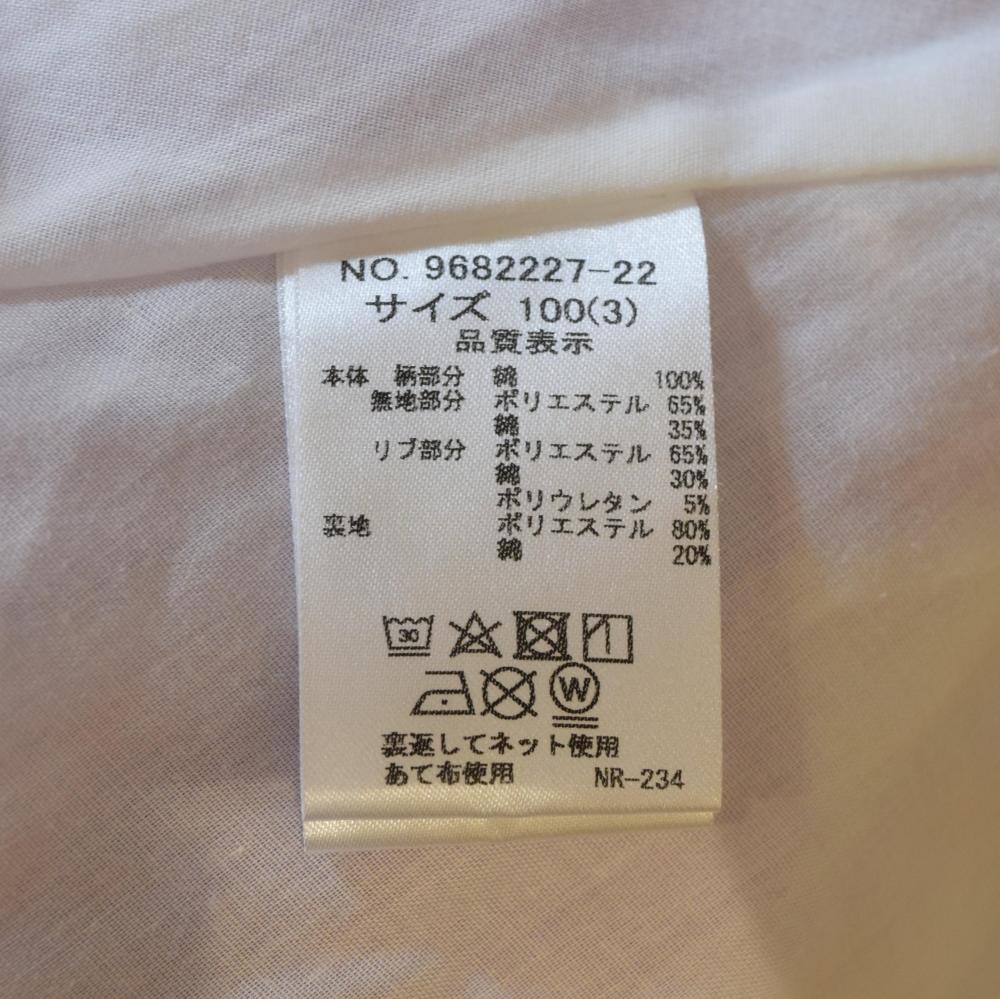 NO. 9682227-22
サイズ 100(3)
品質表示
本体 柄部分 綿 100%
無地部分 ポリエステル 65%
綿 35%
リブ部分 ポリエステル 65%
綿 30%
ポリウレタン 5%
裏地 ポリエステル 80%
綿 20%
30
W
裏返してネット使用
あて布使用 NR-234